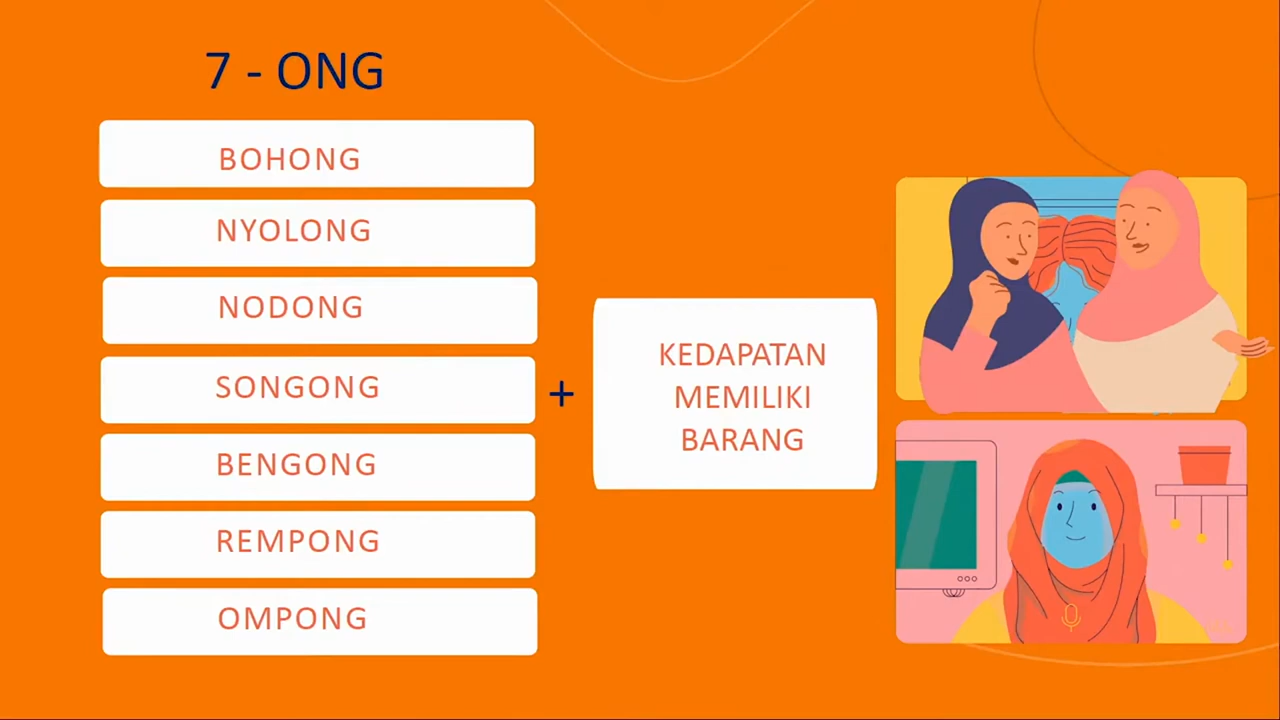 7 - ONG
BOHONG
NYOLONG
NODONG
SONGONG
BENGONG
REMPONG
OMPONG
+
KEDAPATAN
MEMILIKI
BARANG